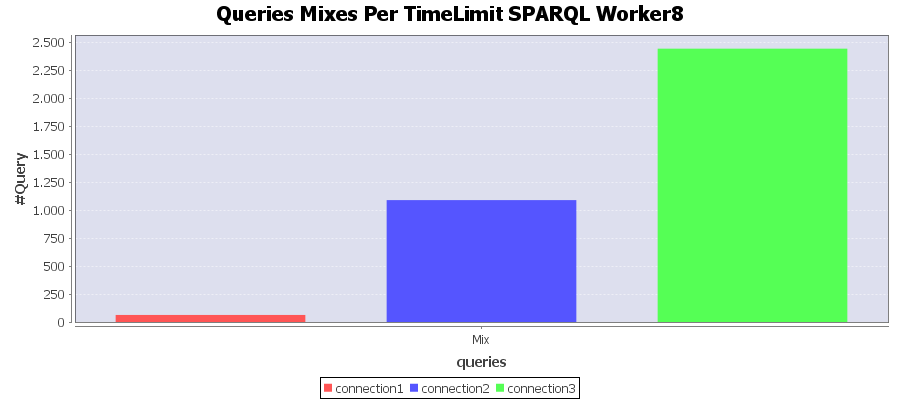 Queries Mixes Per TimeLimit SPARQL Worker8
#Query
2.500
2.250
2.000
1.750
1.500
1.250
1.000
750
500
250
0
Mix
queries
connection1 connection2 connection3